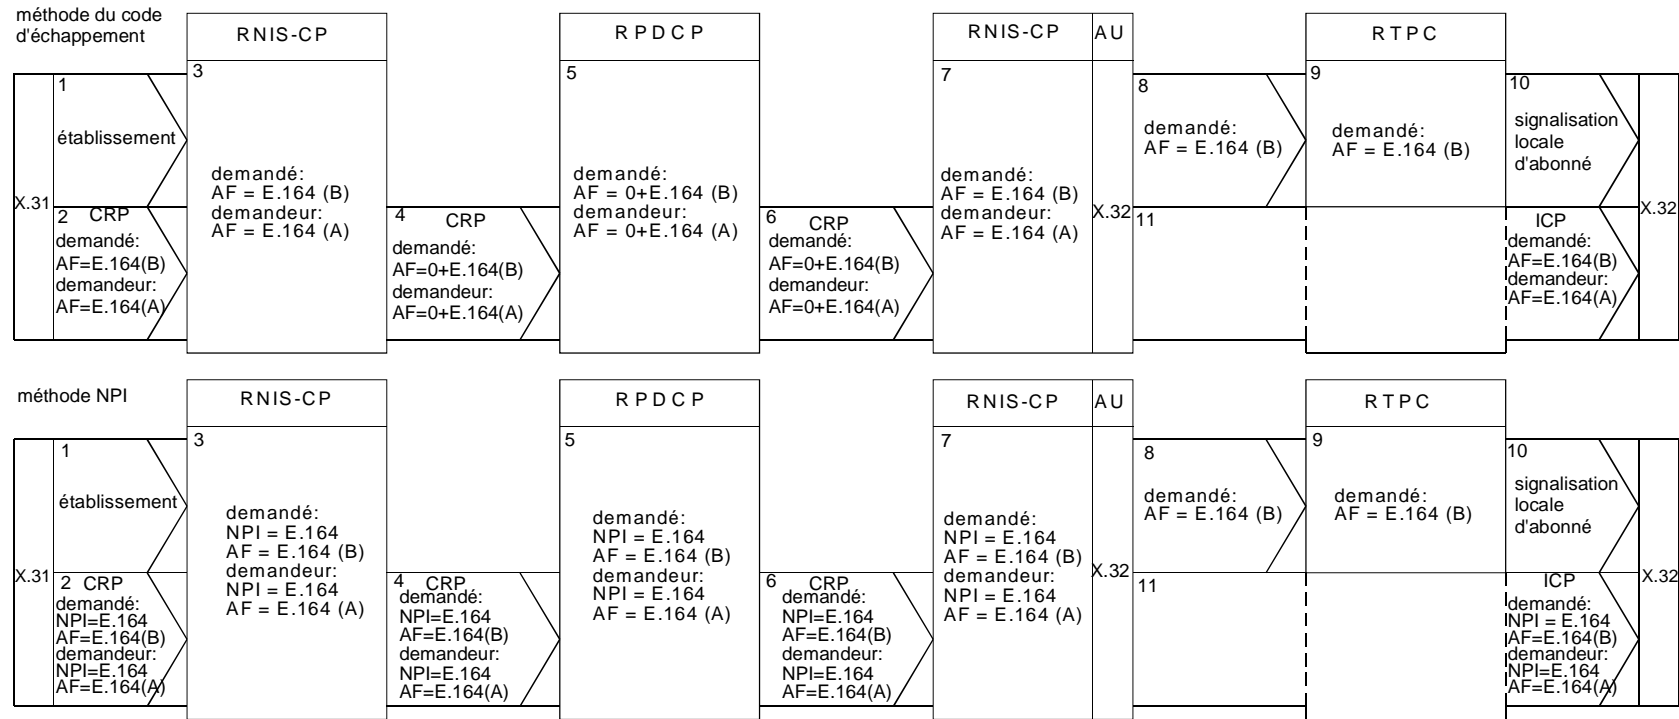 méthode du code
d'échappement
RNIS-CP
RPDCP
RNIS-CP
AU
RTPC
X.31
1
établissement
2 CRP
demandé:
AF=E.164(B)
demandeur:
AF=E.164(A)
3
demandé:
AF = E.164 (B)
demandeur:
AF = E.164 (A)
4 CRP
demandé:
AF=0+E.164(B)
demandeur:
AF=0+E.164(A)
5
demandé:
AF = 0+E.164 (B)
demandeur:
AF = 0+E.164 (A)
6 CRP
demandé:
AF=0+E.164(B)
demandeur:
AF=0+E.164(A)
7
demandé:
AF = E.164 (B)
demandeur:
AF = E.164 (A)
X.32
8
demandé:
AF = E.164 (B)
11
9
demandé:
AF = E.164 (B)
10
signalisation
locale
d'abonné
ICP
demandé:
AF=E.164(B)
demandeur:
AF=E.164(A)
X.32
méthode NPI
RNIS-CP
RPDCP
RNIS-CP
AU
RTPC
X.31
1
établissement
2 CRP
demandé:
NPI=E.164
AF=E.164(B)
demandeur:
NPI=E.164
AF=E.164(A)
3
demandé:
NPI = E.164
AF = E.164 (B)
demandeur:
NPI = E.164
AF = E.164 (A)
4 CRP
demandé:
NPI=E.164
AF=E.164(B)
demandeur:
NPI=E.164
AF=E.164(A)
5
demandé:
NPI = E.164
AF = E.164 (B)
demandeur:
NPI = E.164
AF = E.164 (A)
6 CRP
demandé:
NPI=E.164
AF=E.164(B)
demandeur:
NPI=E.164
AF=E.164(A)
7
demandé:
NPI = E.164
AF = E.164 (B)
demandeur:
NPI = E.164
AF = E.164 (A)
X.32
8
demandé:
AF = E.164 (B)
11
9
demandé:
AF = E.164 (B)
10
signalisation
locale
d'abonné
ICP
demandé:
NPI = E.164
AF=E.164(B)
demandeur:
NPI=E.164
AF=E.164(A)
X.32